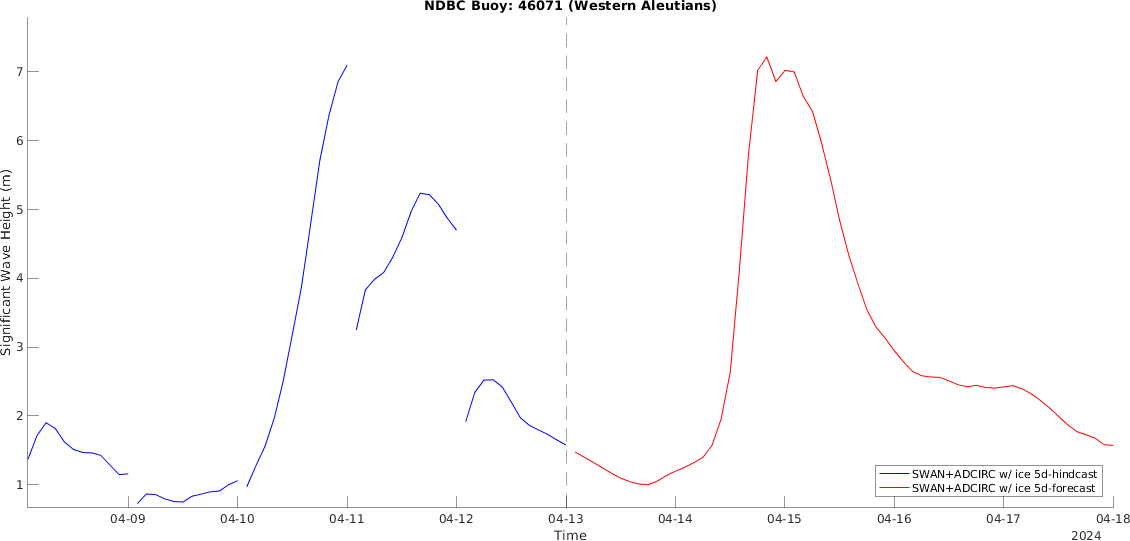 NDBC Buoy: 46071 (Western Aleutians)
Significant Wave Height (m)
7
6
5
4
3
2
1
SWAN+ADCIRC w/ ice 5d-hindcast
SWAN+ADCIRC w/ ice 5d-forecast
04-09 04-10 04-11 04-12 04-13 04-14 04-15 04-16 04-17 04-18
Time
2024